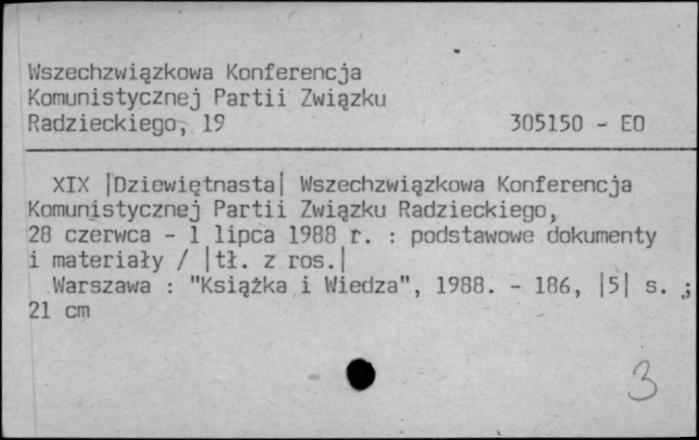 Wszechzwiązkowa Konferencja
Komunistycznej Partii Związku
Radzieckiego, 19 305150 - EO
XIX |Dziewiętnasta| Wszechzwiązkowa Konferencja
Komunistycznej Partii Związku Radzieckiego,
28 czerwca - 1 lipca 1988 r. : podstawowe dokumenty
i materiały / |tł. z ros.|
Warszawa : "Książka i Wiedza", 1988. - 186, |5| s. ;
21 cm
3